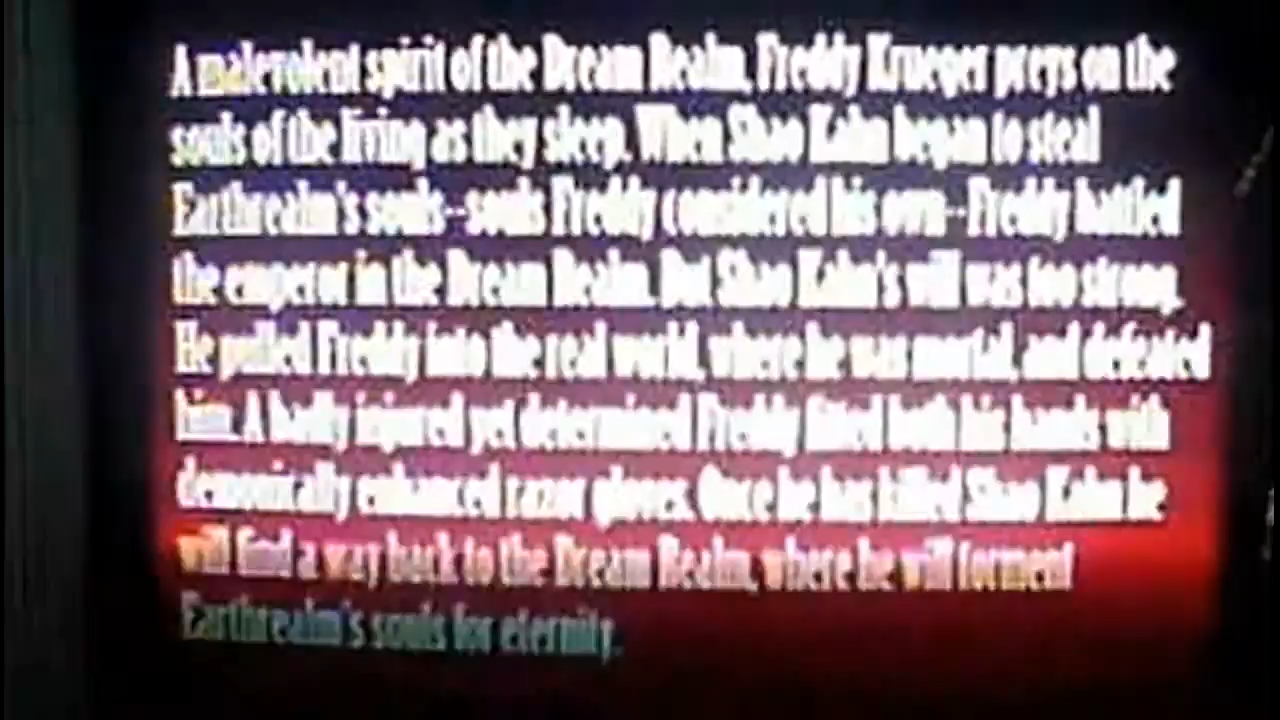 A malevolent spirit of the Dream Realm, Freddy Krueger preys on the
souls of the living as they sleep. When Shao Kahn began to steal
Earthrealm's souls--souls Freddy considered his own--Freddy battled
the emperor in the Dream Realm. But Shao Kahn's will was too strong.
He pulled Freddy into the real world, where he was mortal, and defeated
him. A badly injured yet determined Freddy fitted both his hands with
demonically enhanced razor gloves. Once he has killed Shao Kahn he
will find a way back to the Dream Realm, where he will torment
Earthrealm's souls for eternity.